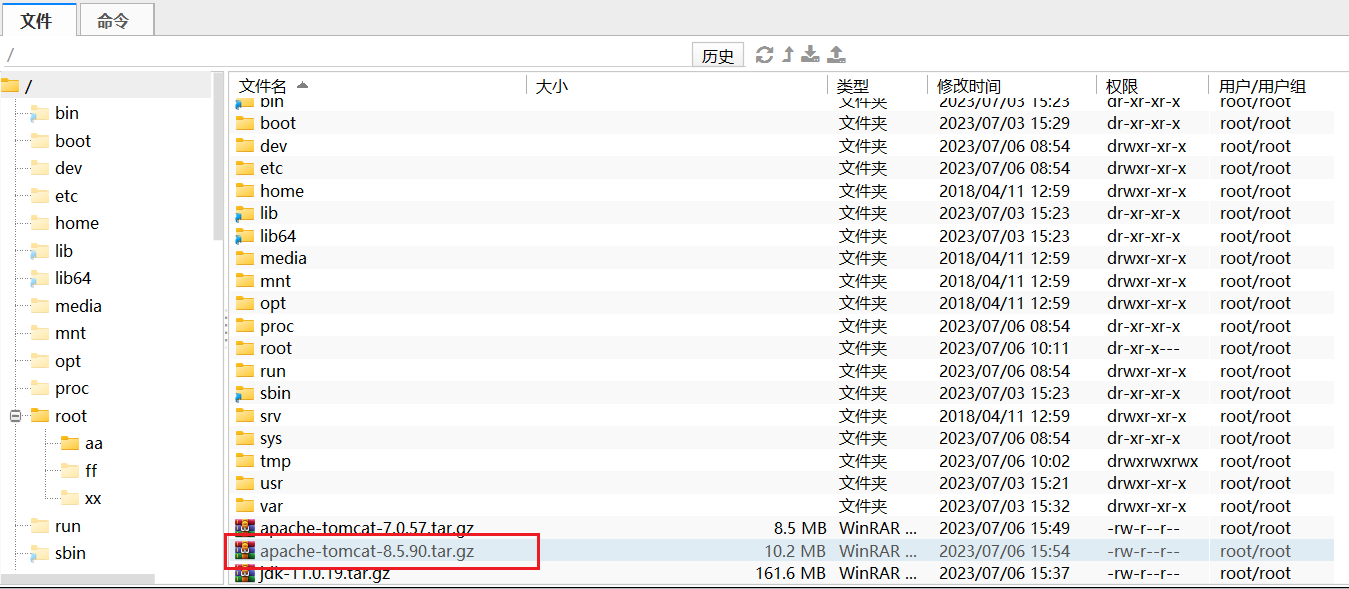 文件 命令
/ 历史
/
bin
boot
dev
etc
home
lib
lib64
media
mnt
opt
proc
root
aa
ff
xx
run
sbin
文件名 大小 类型 修改时间 权限 用户/用户组
bin 文件夹 2023/07/03 15:23 dr-xr-xr-x root/root
boot 文件夹 2023/07/03 15:29 dr-xr-xr-x root/root
dev 文件夹 2023/07/06 08:54 drwxr-xr-x root/root
etc 文件夹 2023/07/06 08:54 drwxr-xr-x root/root
home 文件夹 2018/04/11 12:59 drwxr-xr-x root/root
lib 文件夹 2023/07/03 15:23 dr-xr-xr-x root/root
lib64 文件夹 2023/07/03 15:23 dr-xr-xr-x root/root
media 文件夹 2018/04/11 12:59 drwxr-xr-x root/root
mnt 文件夹 2018/04/11 12:59 drwxr-xr-x root/root
opt 文件夹 2018/04/11 12:59 drwxr-xr-x root/root
proc 文件夹 2023/07/06 08:54 dr-xr-xr-x root/root
root 文件夹 2023/07/06 10:11 dr-xr-x--- root/root
run 文件夹 2023/07/06 08:54 drwxr-xr-x root/root
sbin 文件夹 2023/07/03 15:23 dr-xr-xr-x root/root
srv 文件夹 2018/04/11 12:59 drwxr-xr-x root/root
sys 文件夹 2023/07/06 08:54 dr-xr-xr-x root/root
tmp 文件夹 2023/07/06 10:02 drwxrwxrwx root/root
usr 文件夹 2023/07/03 15:21 drwxr-xr-x root/root
var 文件夹 2023/07/03 15:32 drwxr-xr-x root/root
apache-tomcat-7.0.57.tar.gz 8.5 MB WinRAR ... 2023/07/06 15:49 -rw-r--r-- root/root
apache-tomcat-8.5.90.tar.gz 10.2 MB WinRAR ... 2023/07/06 15:54 -rw-r--r-- root/root
jdk-11.0.19.tar.gz 161.6 MB WinRAR ... 2023/07/06 15:37 -rw-r--r-- root/root